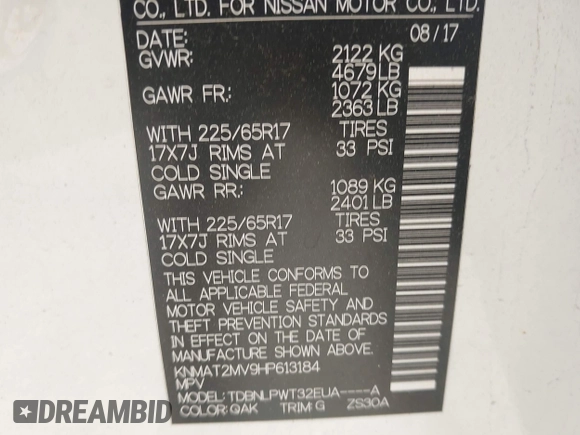 CO., LTD. FOR NISSAN MOTOR CO., LTD.
DATE: 08/17
GVWR: 2122 KG
4679 LB
GAWR FR: 1072 KG
2363 LB
WITH 225/65R17 TIRES
17X7J RIMS AT 33 PSI
COLD SINGLE
GAWR RR: 1089 KG
2401 LB
WITH 225/65R17 TIRES
17X7J RIMS AT 33 PSI
COLD SINGLE
THIS VEHICLE CONFORMS TO
ALL APPLICABLE FEDERAL
MOTOR VEHICLE SAFETY AND
THEFT PREVENTION STANDARDS
IN EFFECT ON THE DATE OF
MANUFACTURE SHOWN ABOVE.
KNMAT2MV9HP613184
MPV
MODEL: TDBNLPWT32EUA----A
COLOR: QAK TRIM: G ZS30A
© DEALERBIDDING